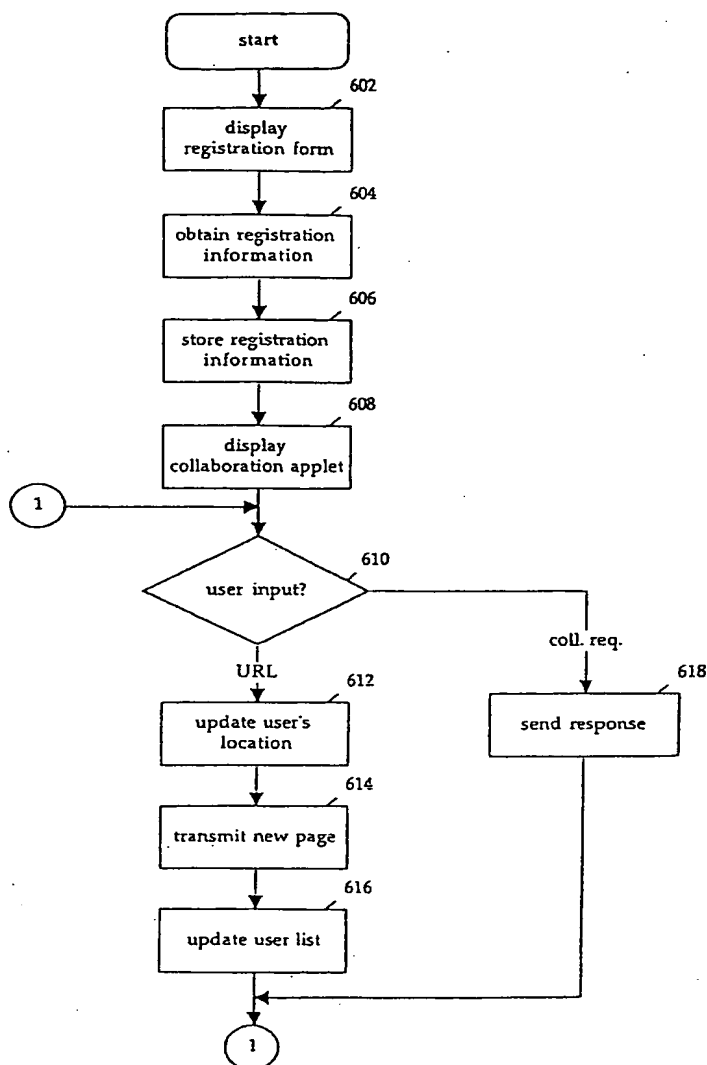 start
602
display
registration form
604
obtain registration
information
606
store registration
information
608
display
collaboration applet
1
610
user input?
coll. req.
URL
612
618
update user's
location
send response
614
transmit new page
616
update user list
1